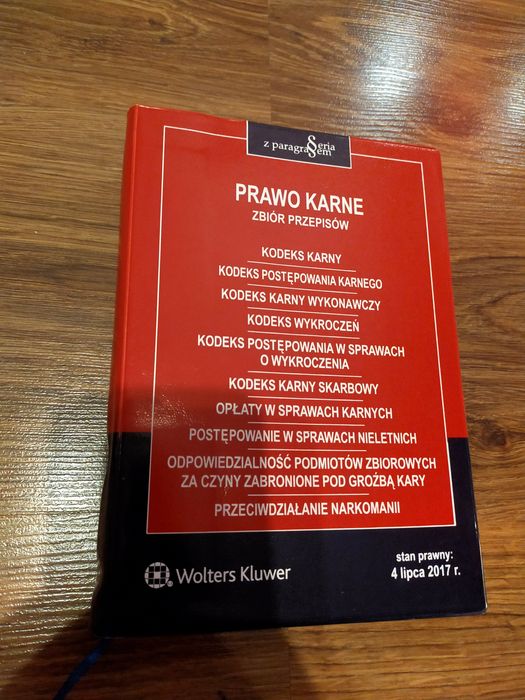 seria
z paragrafem
PRAWO KARNE
ZBIÓR PRZEPISÓW
KODEKS KARNY
KODEKS POSTĘPOWANIA KARNEGO
KODEKS KARNY WYKONAWCZY
KODEKS WYKROCZEŃ
KODEKS POSTĘPOWANIA W SPRAWACH
O WYKROCZENIA
KODEKS KARNY SKARBOWY
OPŁATY W SPRAWACH KARNYCH
POSTĘPOWANIE W SPRAWACH NIELETNICH
ODPOWIEDZIALNOŚĆ PODMIOTÓW ZBIOROWYCH
ZA CZYNY ZABRONIONE POD GROŹBĄ KARY
PRZECIWDZIAŁANIE NARKOMANII
Wolters Kluwer
stan prawny:
4 lipca 2017 r.